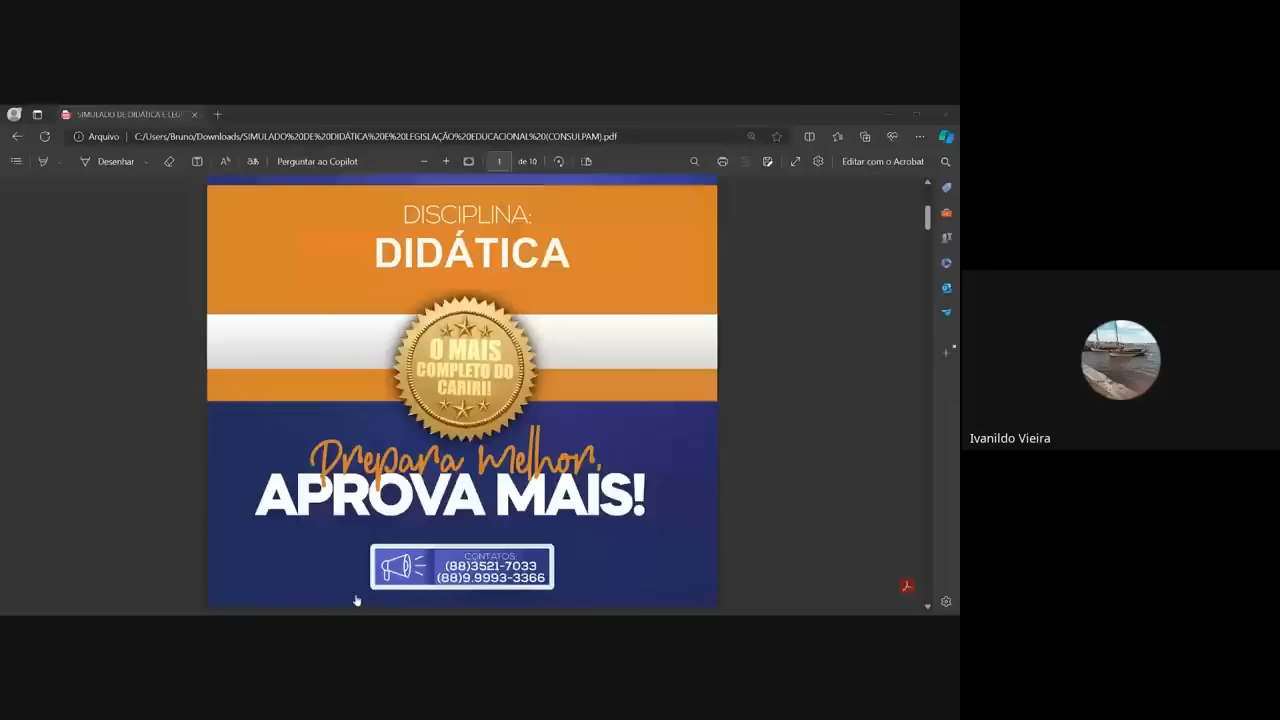 SIMULADO DE DIDÁTICA E LEG
Arquivo
C:/Users/Bruno/Downloads/SIMULADO%20DE%20DIDÁTICA%20E%20LEGISLAÇÃO%20EDUCACIONAL%20(CONSULPAM).pdf
Desenhar
Perguntar ao Copilot
1 de 10
Editar com o Acrobat
DISCIPLINA:
DIDÁTICA
O MAIS
COMPLETO DO
CARIRI!
Prepara melhor,
APROVA MAIS!
CONTATOS:
(88)3521-7033
(88)9.9993-3366
Ivanildo Vieira